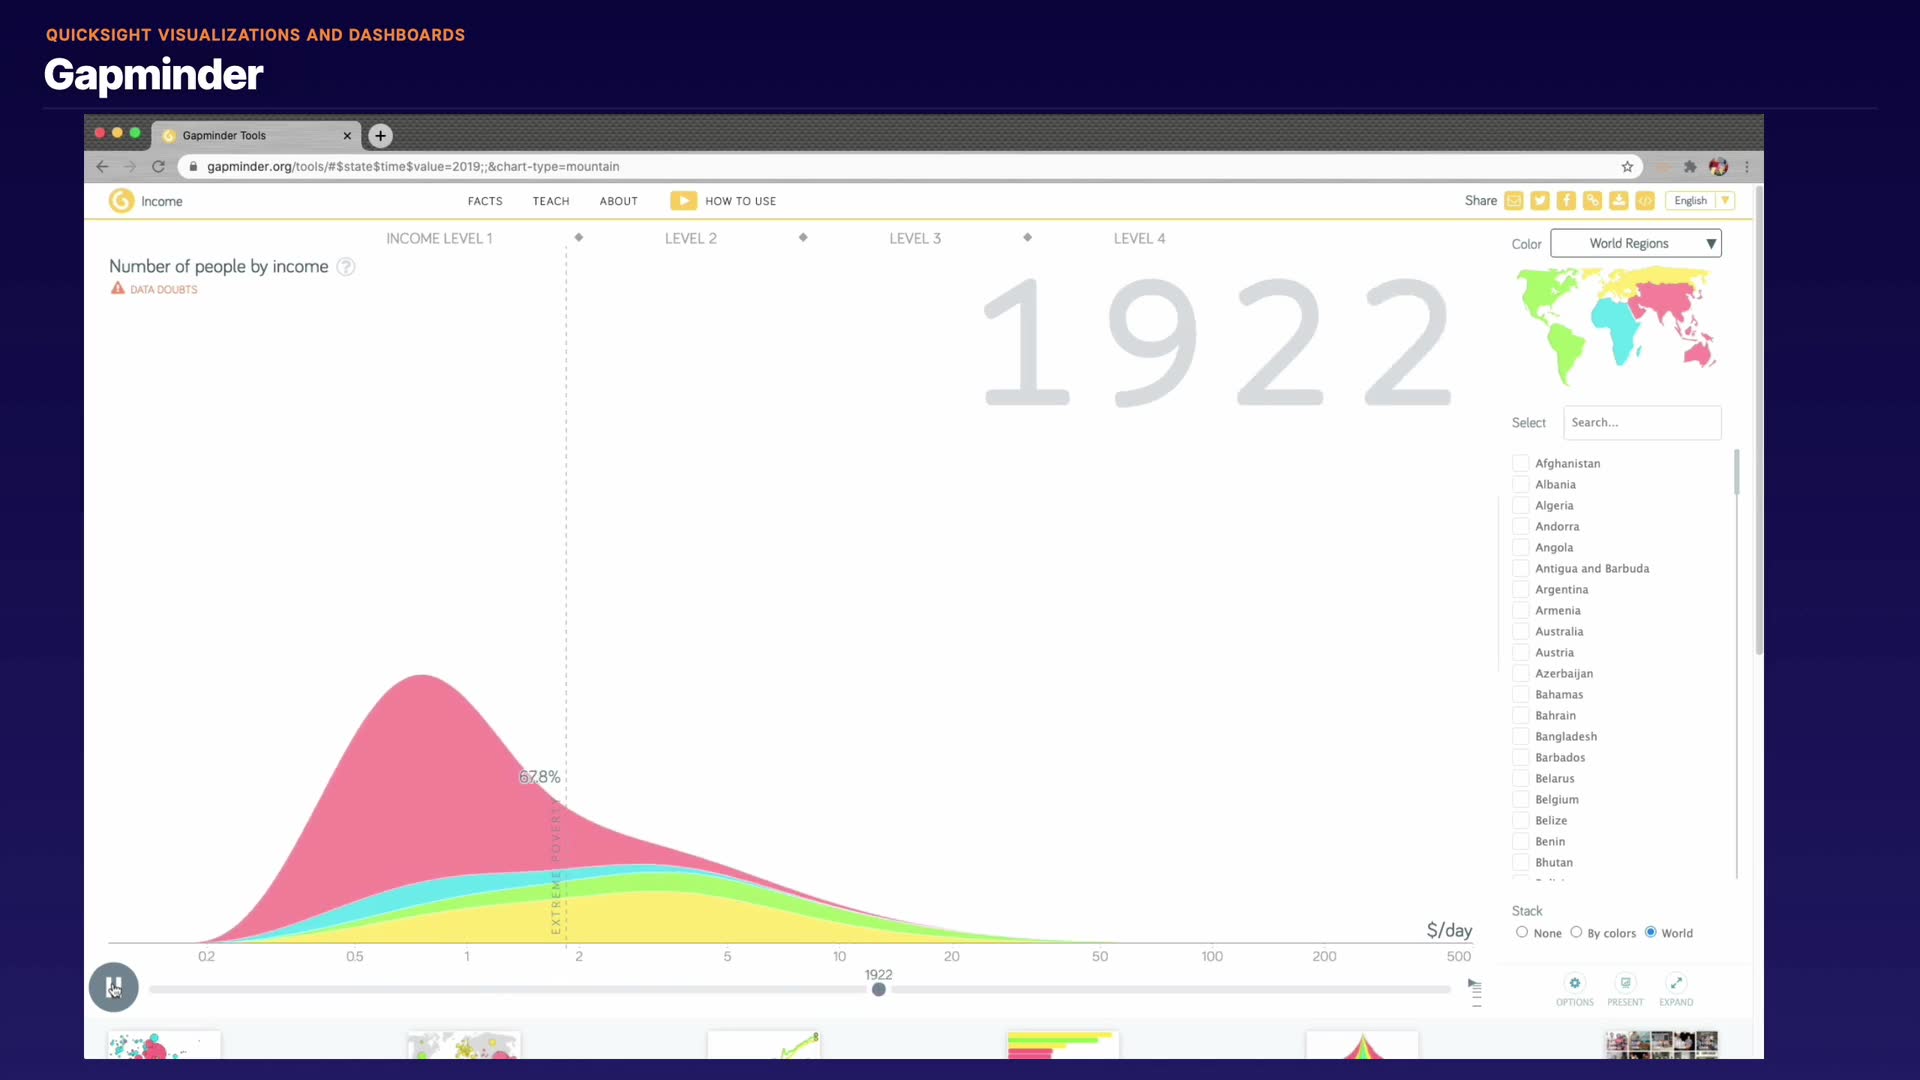 QUICKSIGHT VISUALIZATIONS AND DASHBOARDS
Gapminder
Gapminder Tools
gapminder.org/tools/#$state$time$value=2019;;&chart-type=mountain
Income
FACTS TEACH ABOUT HOW TO USE
Share
English
INCOME LEVEL 1 LEVEL 2 LEVEL 3 LEVEL 4
Number of people by income ?
DATA DOUBTS
1922
Color World Regions
Select Search...
Afghanistan
Albania
Algeria
Andorra
Angola
Antigua and Barbuda
Argentina
Armenia
Australia
Austria
Azerbaijan
Bahamas
Bahrain
Bangladesh
Barbados
Belarus
Belgium
Belize
Benin
Bhutan
67.8%
EXTREME POVERTY
$/day
0.2 0.5 1 2 5 10 20 50 100 200 500
1922
Stack
None By colors World
OPTIONS PRESENT EXPAND